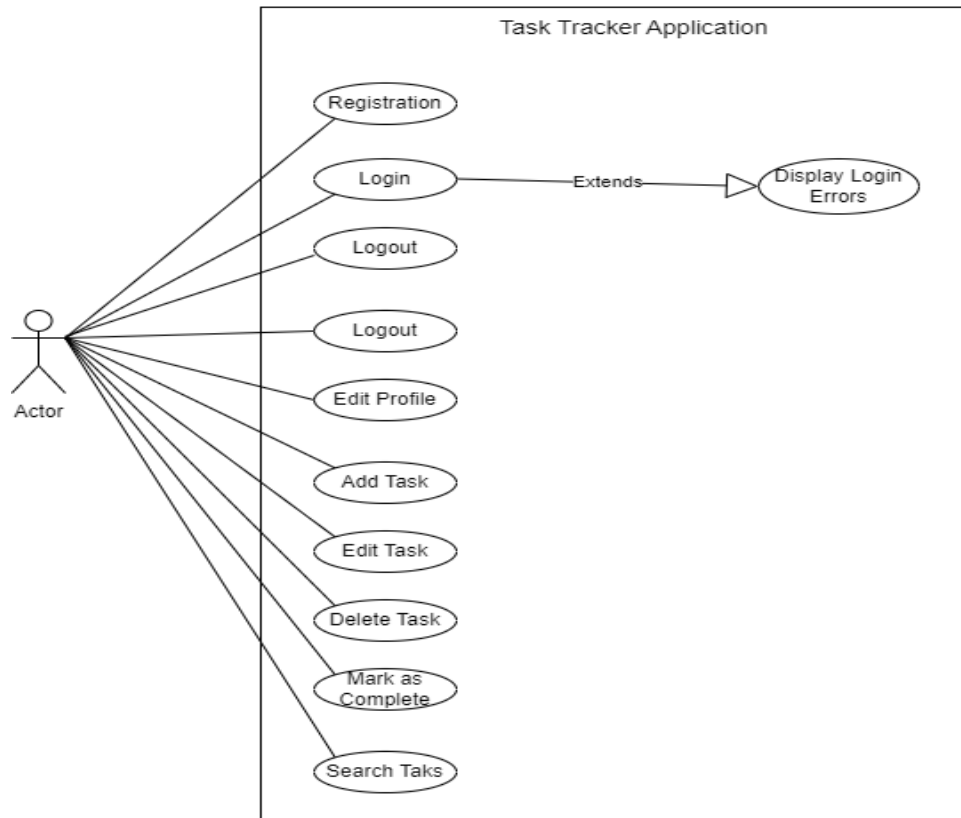 Task Tracker Application
Registration
Login
Extends
Display Login
Errors
Logout
Logout
Actor
Edit Profile
Add Task
Edit Task
Delete Task
Mark as
Complete
Search Taks